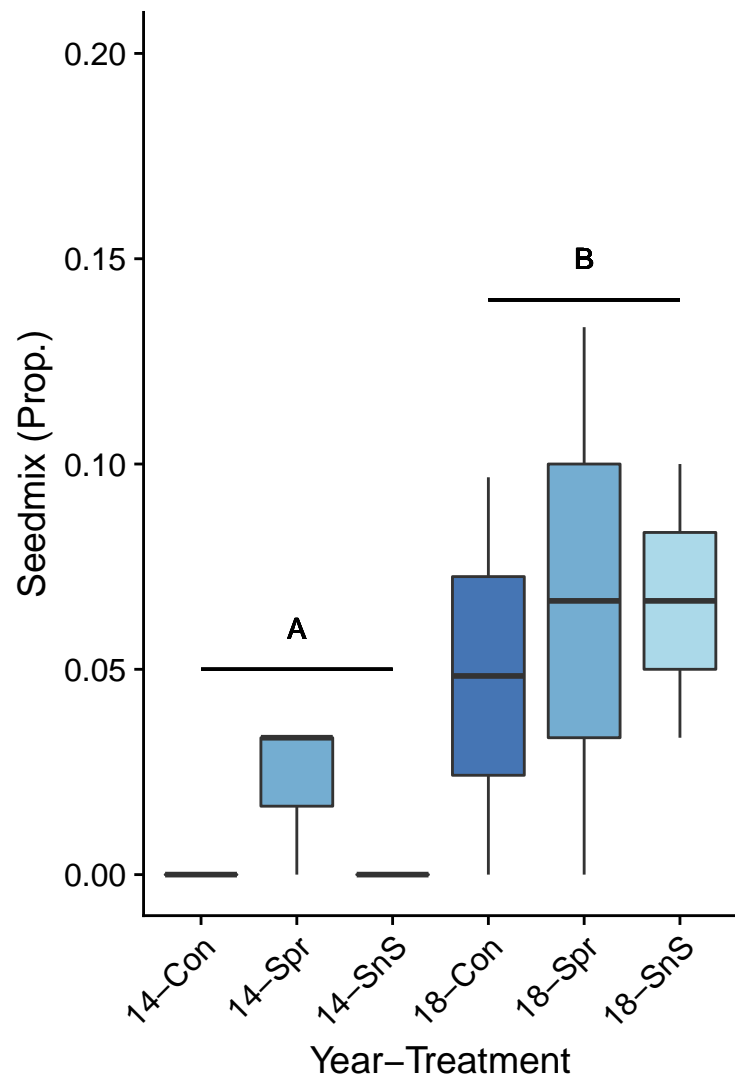 0.20
0.15
0.10
0.05
0.00
Seedmix (Prop.)
A
B
14−Con
14−Spr
14−SnS
18−Con
18−Spr
18−SnS
Year−Treatment